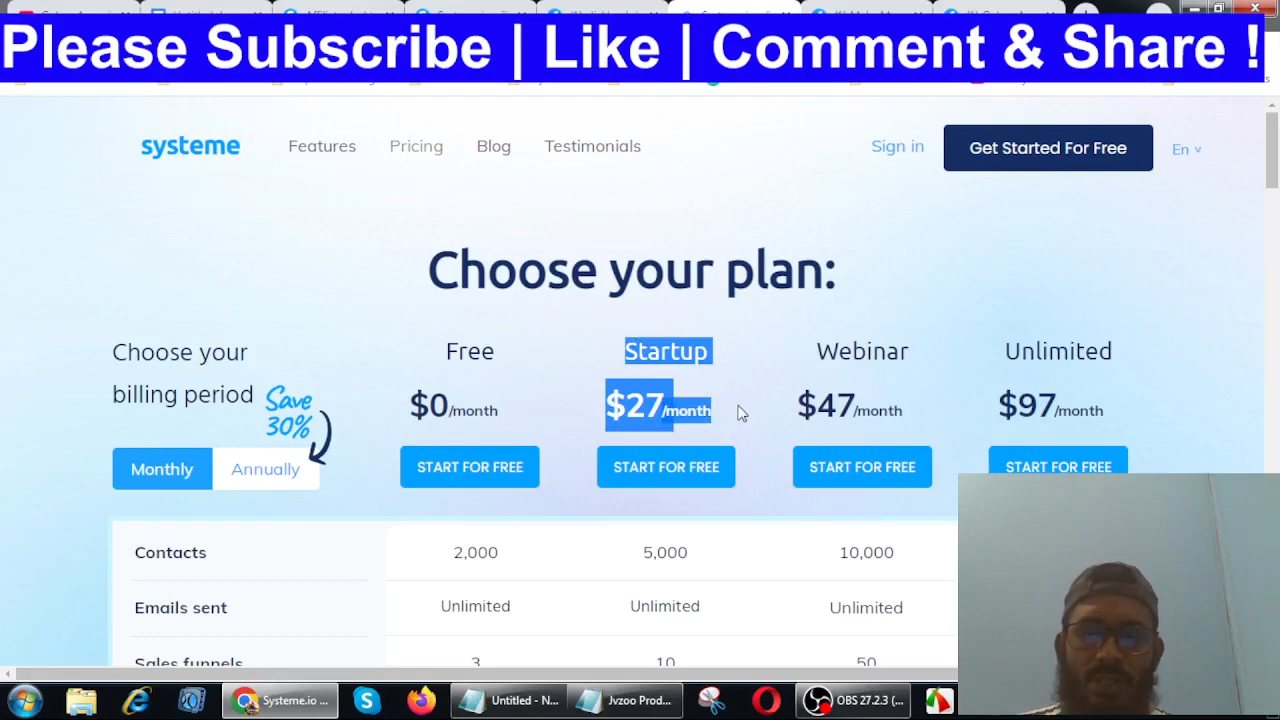 Please Subscribe | Like | Comment & Share !
systeme
Features
Pricing
Blog
Testimonials
Sign in
Get Started For Free
En
Choose your plan:
Choose your
billing period
Save
30%
Monthly
Annually
Free
$0/month
START FOR FREE
Startup
$27/month
START FOR FREE
Webinar
$47/month
START FOR FREE
Unlimited
$97/month
START FOR FREE
Contacts 2,000 5,000 10,000
Emails sent Unlimited Unlimited Unlimited
Sales funnels 3 10 50
Systeme.io ...
Untitled - N...
Jvzoo Prod...
OBS 27.2.3 (...